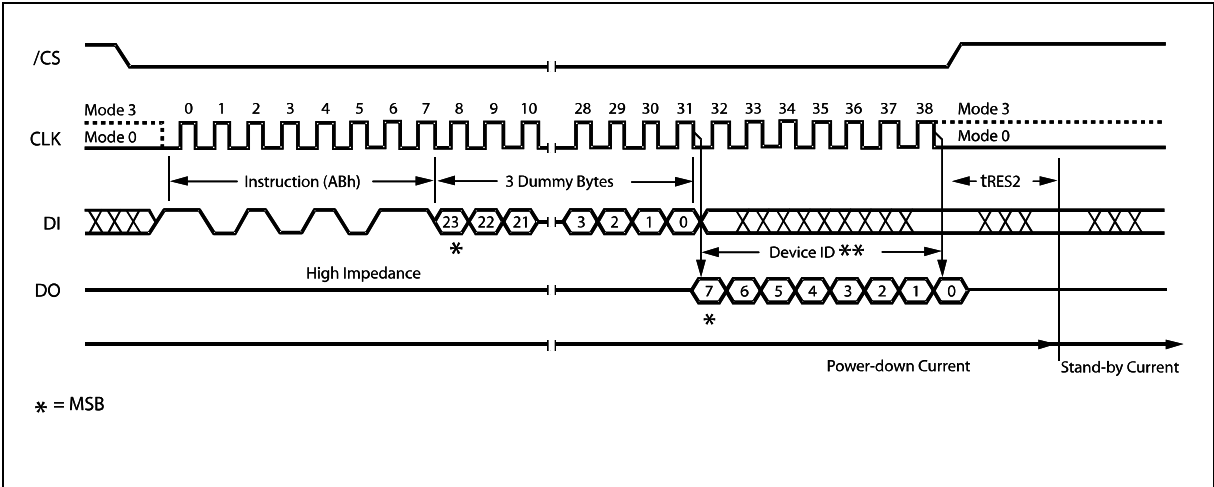 /CS
Mode 3 0 1 2 3 4 5 6 7 8 9 10 28 29 30 31 32 33 34 35 36 37 38 Mode 3
CLK Mode 0 Mode 0
Instruction (ABh) 3 Dummy Bytes tRES2
DI 23 22 21 3 2 1 0
* Device ID **
High Impedance
DO 7 6 5 4 3 2 1 0
*
Power-down Current Stand-by Current
* = MSB